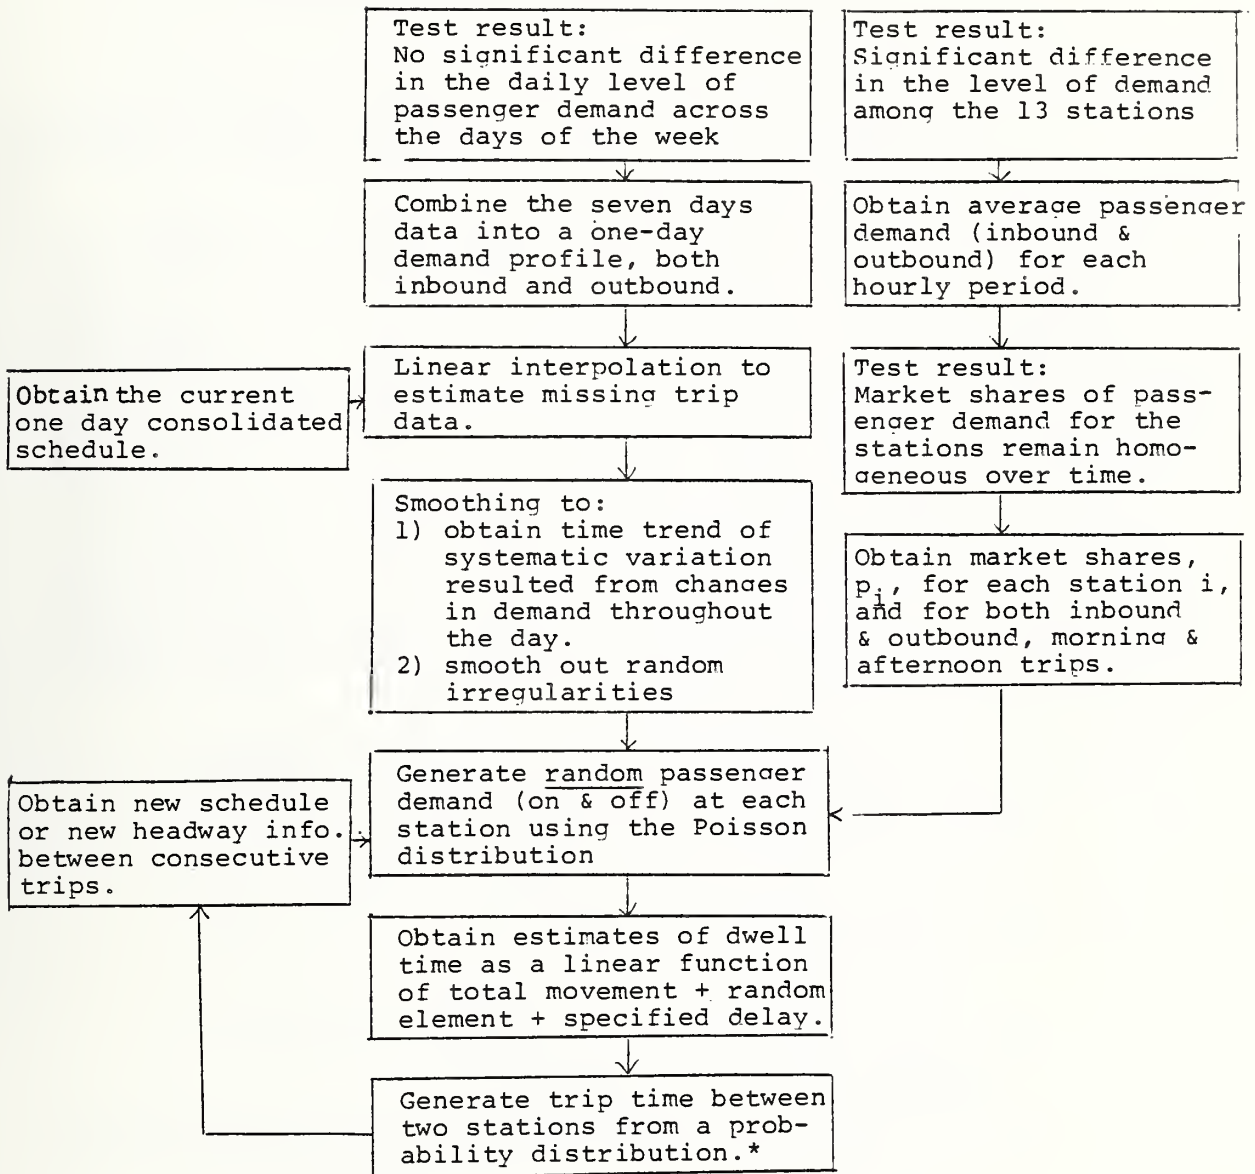 Test result:
No significant difference
in the daily level of
passenger demand across
the days of the week
Test result:
Significant difference
in the level of demand
among the 13 stations
Combine the seven days
data into a one-day
demand profile, both
inbound and outbound.
Obtain average passenger
demand (inbound &
outbound) for each
hourly period.
Obtain the current
one day consolidated
schedule.
Linear interpolation to
estimate missing trip
data.
Test result:
Market shares of pass-
enger demand for the
stations remain homo-
geneous over time.
Smoothing to:
1) obtain time trend of
systematic variation
resulted from changes
in demand throughout
the day.
2) smooth out random
irregularities
Obtain market shares,
pi, for each station i,
and for both inbound
& outbound, morning &
afternoon trips.
Obtain new schedule
or new headway info.
between consecutive
trips.
Generate random passenger
demand (on & off) at each
station using the Poisson
distribution
Obtain estimates of dwell
time as a linear function
of total movement + random
element + specified delay.
Generate trip time between
two stations from a prob-
ability distribution.*